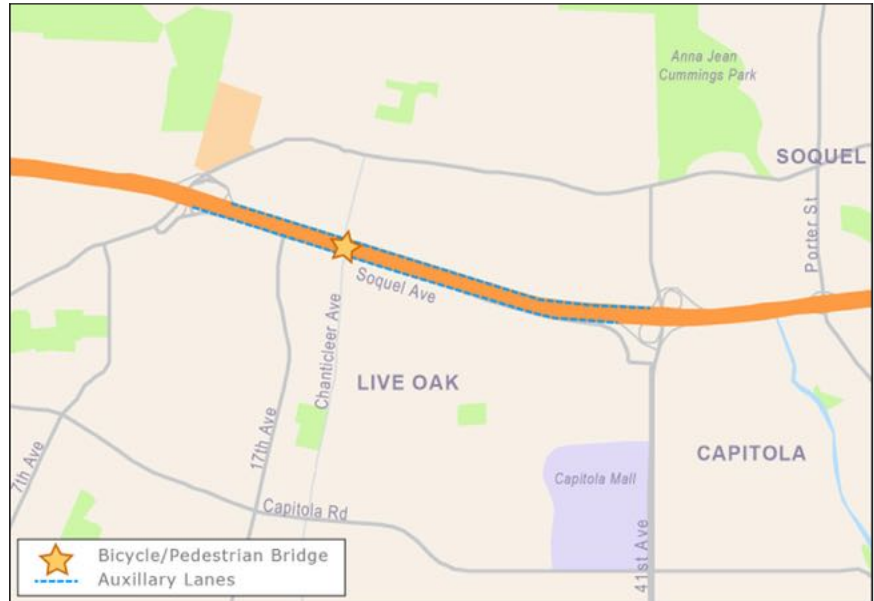 Anna Jean
Cummings Park
SOQUEL
Porter St
Soquel Ave
Chanticleer Ave
LIVE OAK
17th Ave
7th Ave
CAPITOLA
Capitola Mall
Capitola Rd
41st Ave
Bicycle/Pedestrian Bridge
Auxillary Lanes